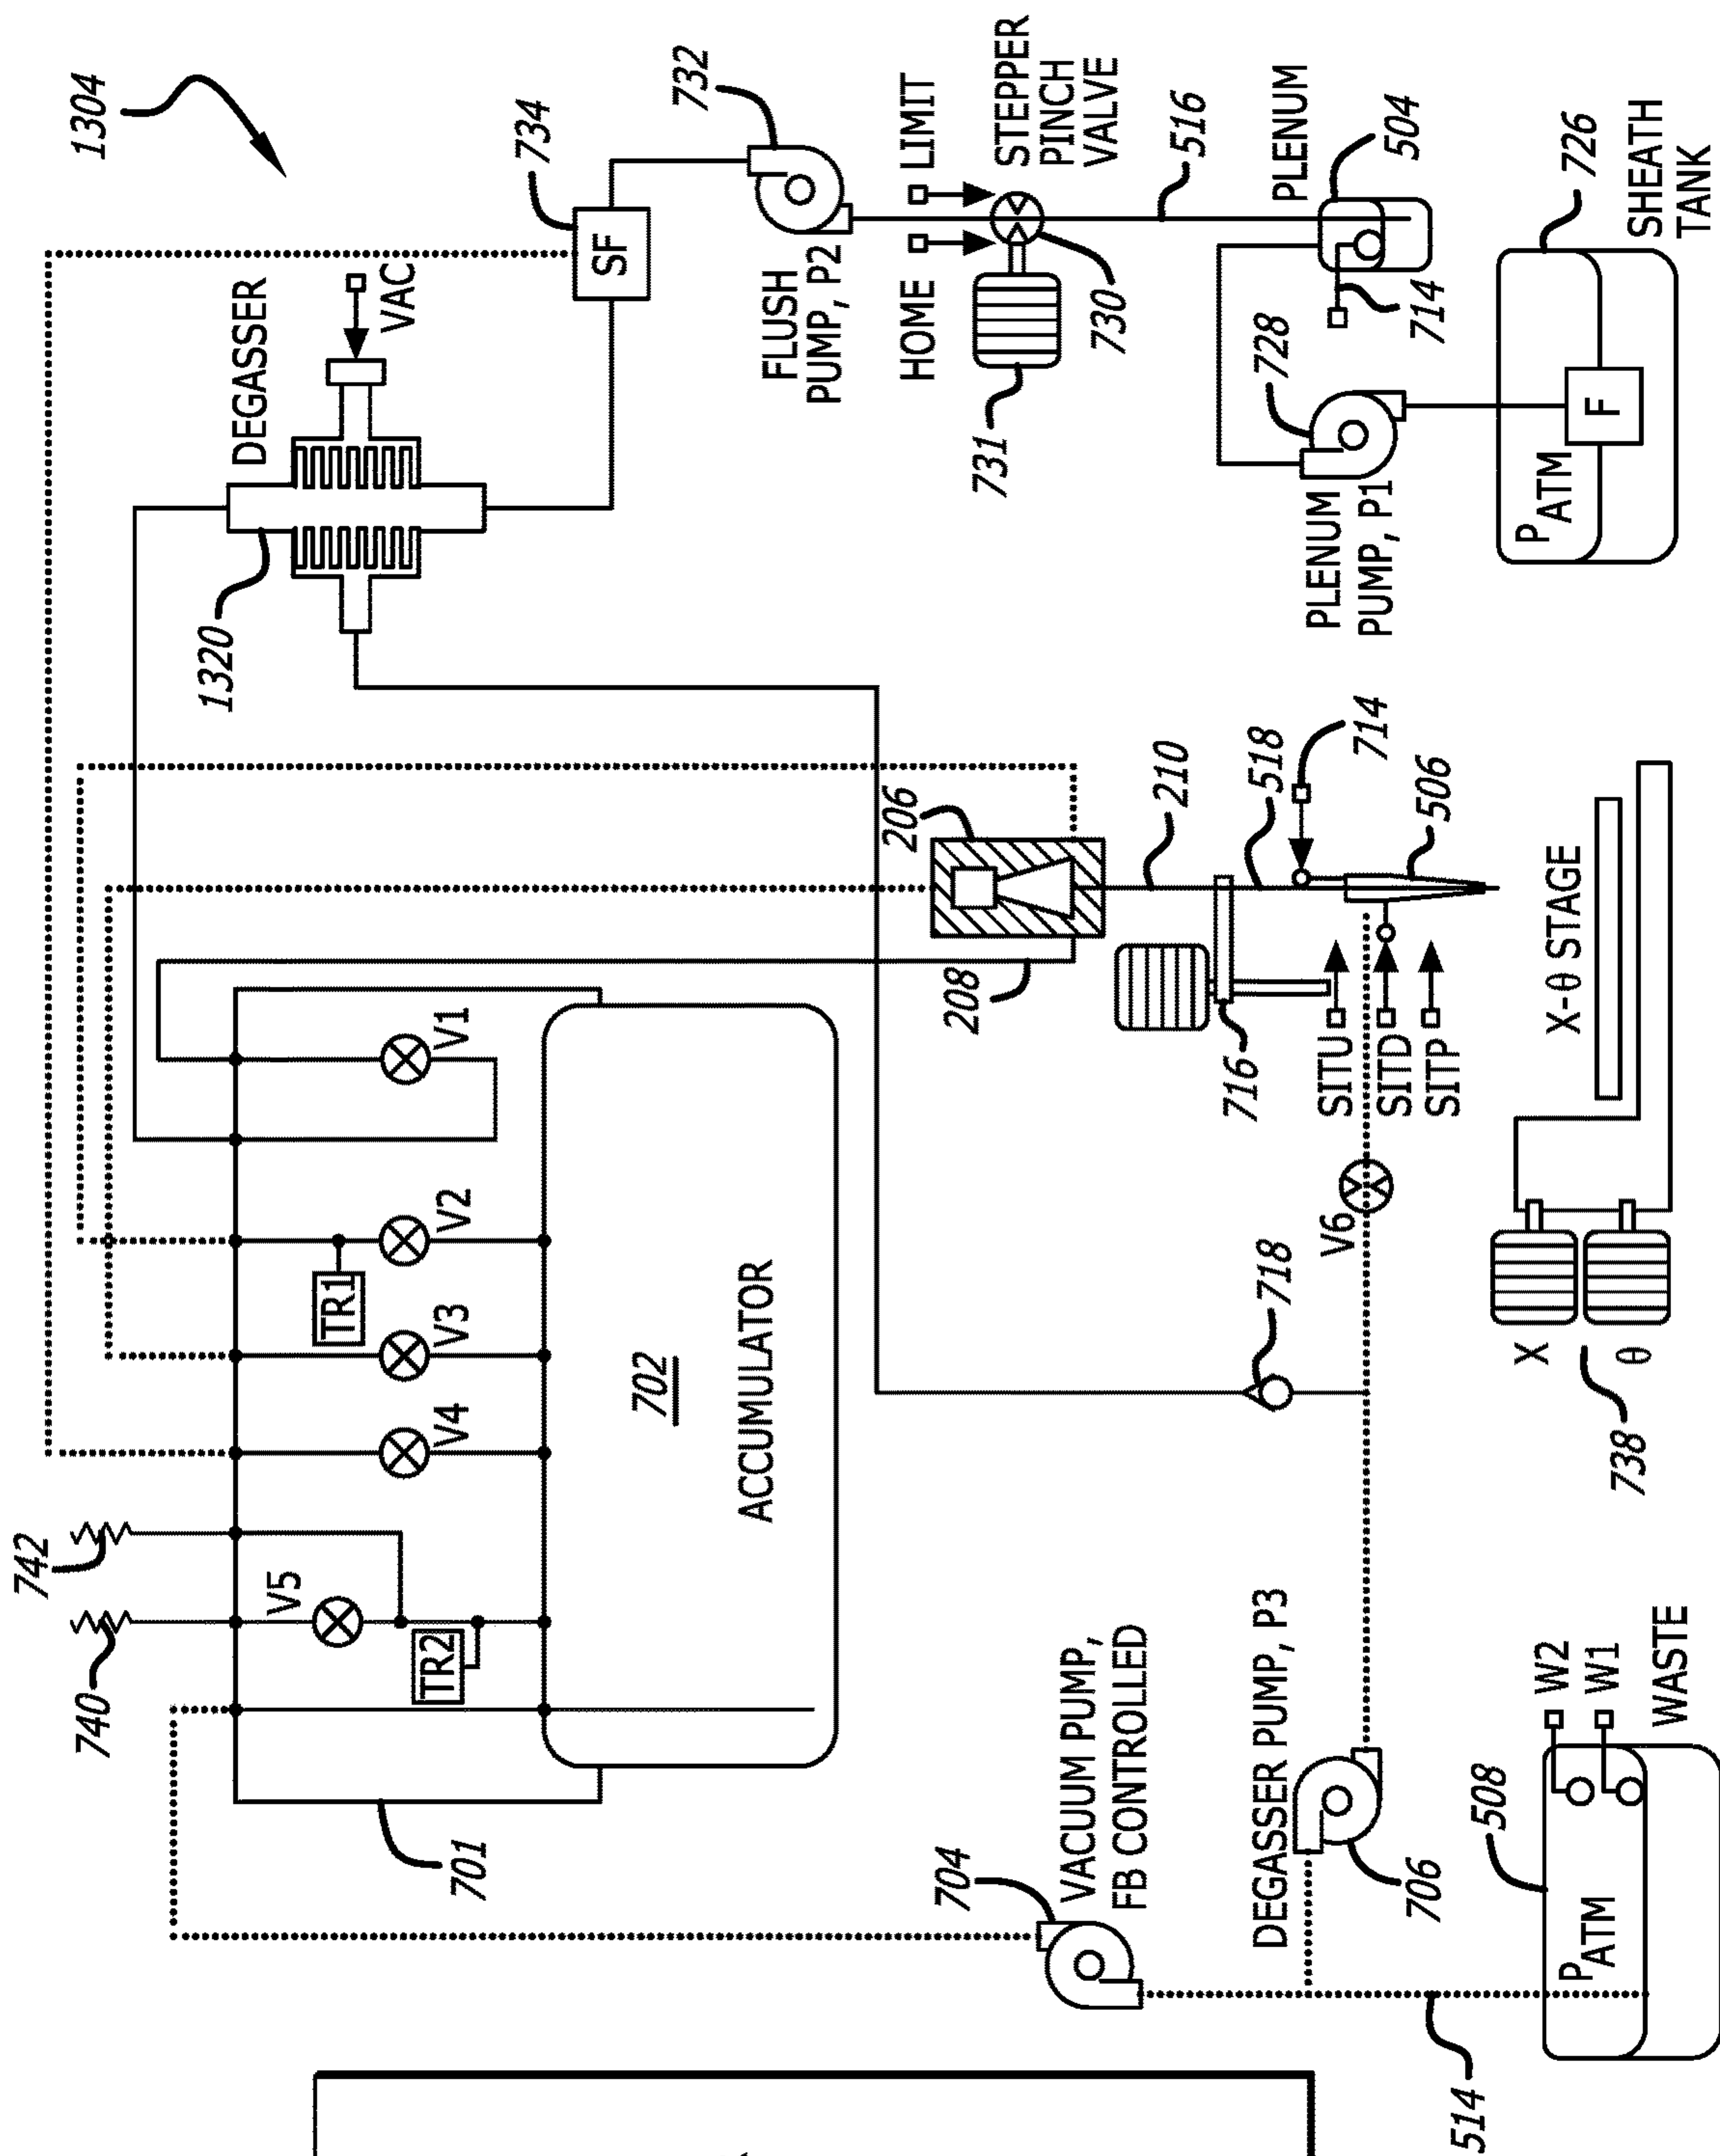 1304
734
732
DEGASSER
VAC
SF
FLUSH
PUMP, P2
HOME
LIMIT
STEPPER
PINCH
VALVE
731
730
516
PLENUM
504
714
728
PLENUM
PUMP, P1
P ATM
F
726
SHEATH
TANK
1320
206
208
210
518
714
506
716
SITU
SITD
SITP
X-θ STAGE
V6
718
X
θ
738
V1
V2
TR1
V3
V4
V5
TR2
742
740
702
ACCUMULATOR
701
704
VACUUM PUMP,
FB CONTROLLED
DEGASSER PUMP, P3
706
508
P ATM
W2
W1
WASTE
514